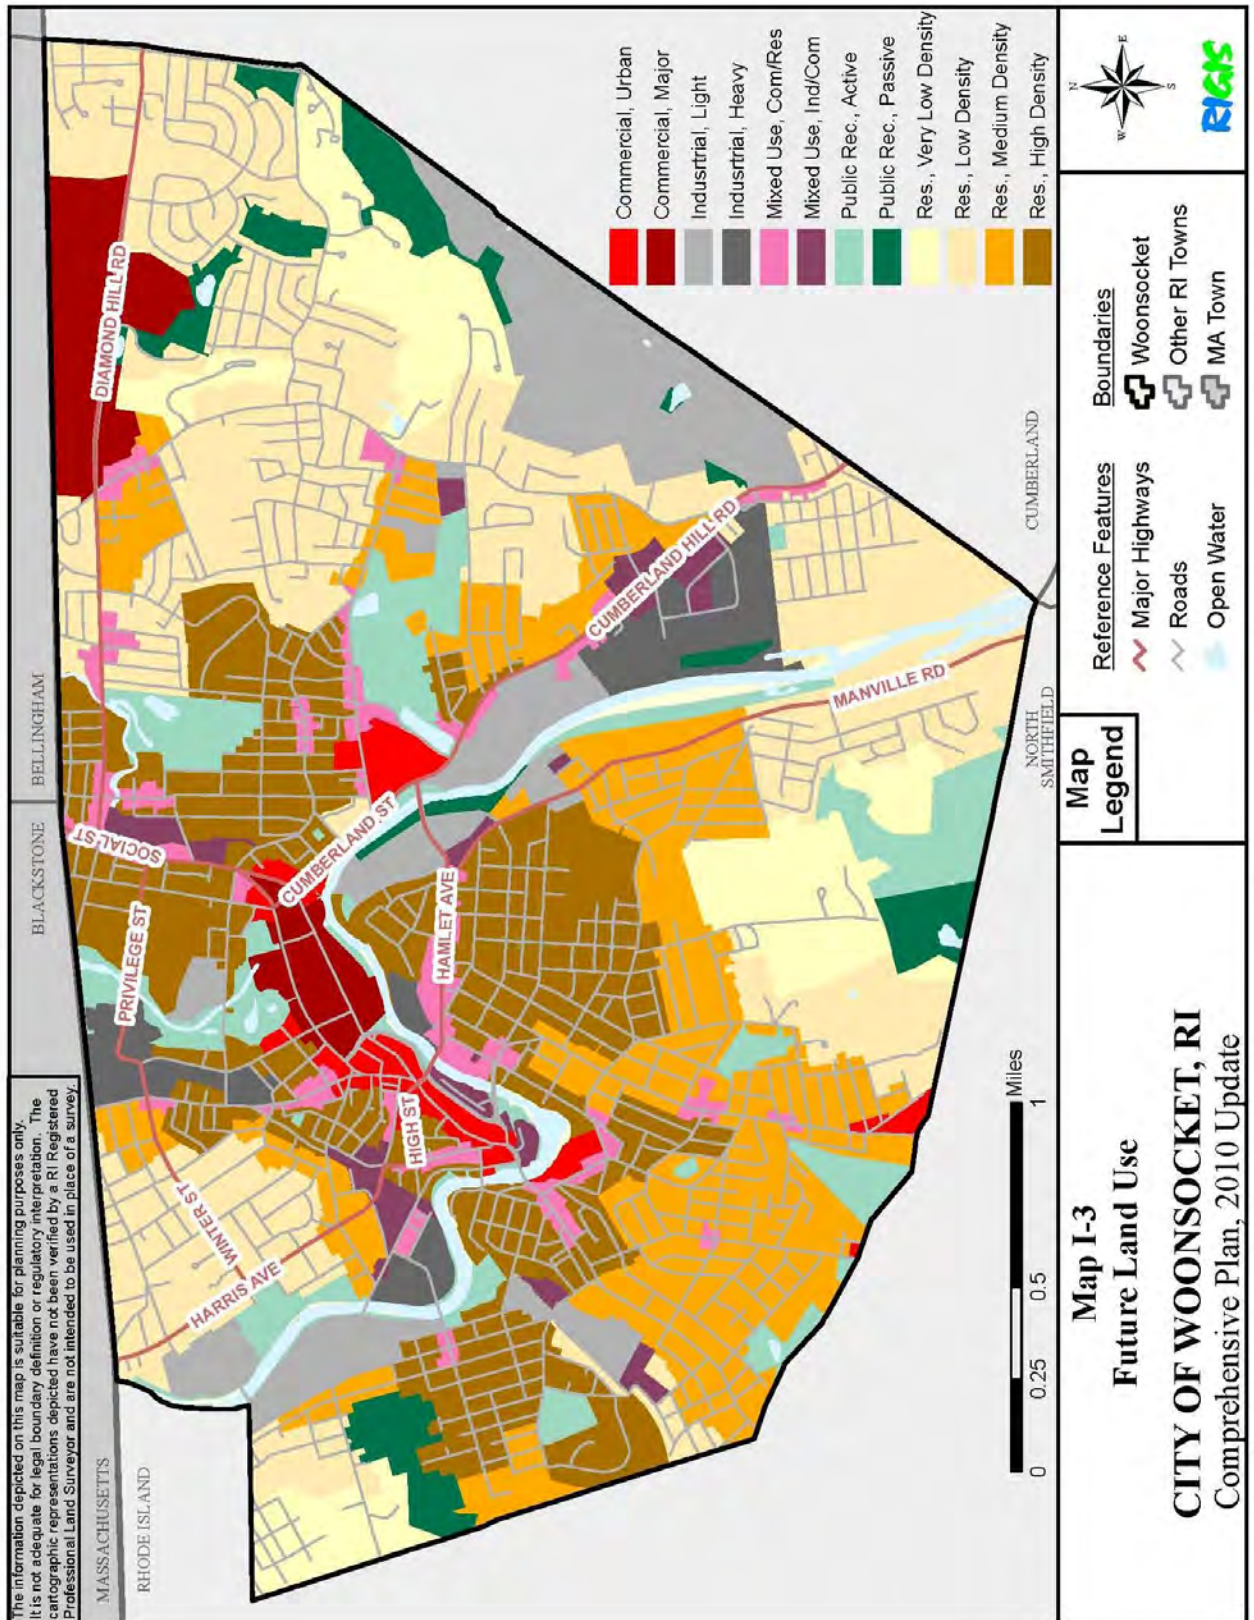 The information depicted on this map is suitable for planning purposes only.
It is not adequate for legal boundary definition or regulatory interpretation. The
cartographic representations depicted have not been verified by a RI Registered
Professional Land Surveyor and are not intended to be used in place of a survey.
MASSACHUSETTS
RHODE ISLAND
BLACKSTONE
BELLINGHAM
DIAMOND HILL RD
SOCIAL ST
PRIVILEGE ST
WINTER ST
HARRIS AVE
CUMBERLAND ST
HAMLET AVE
HIGH ST
CUMBERLAND HILL RD
MANVILLE RD
NORTH
SMITHFIELD
CUMBERLAND
Commercial, Urban
Commercial, Major
Indusrtrial, Light
Indusrtrial, Heavy
Mixed Use, Com/Res
Mixed Use, Ind/Com
Public Rec., Active
Public Rec., Passive
Res., Very Low Density
Res., Low Density
Res., Medium Density
Res., High Density
0 0.25 0.5 1 Miles
Map I-3
Future Land Use
CITY OF WOONSOCKET, RI
Comprehensive Plan, 2010 Update
Map
Legend
Reference Features
Major Highways
Roads
Open Water
Boundaries
Woonsocket
Other RI Towns
MA Town
N
W
E
S
RIGIS